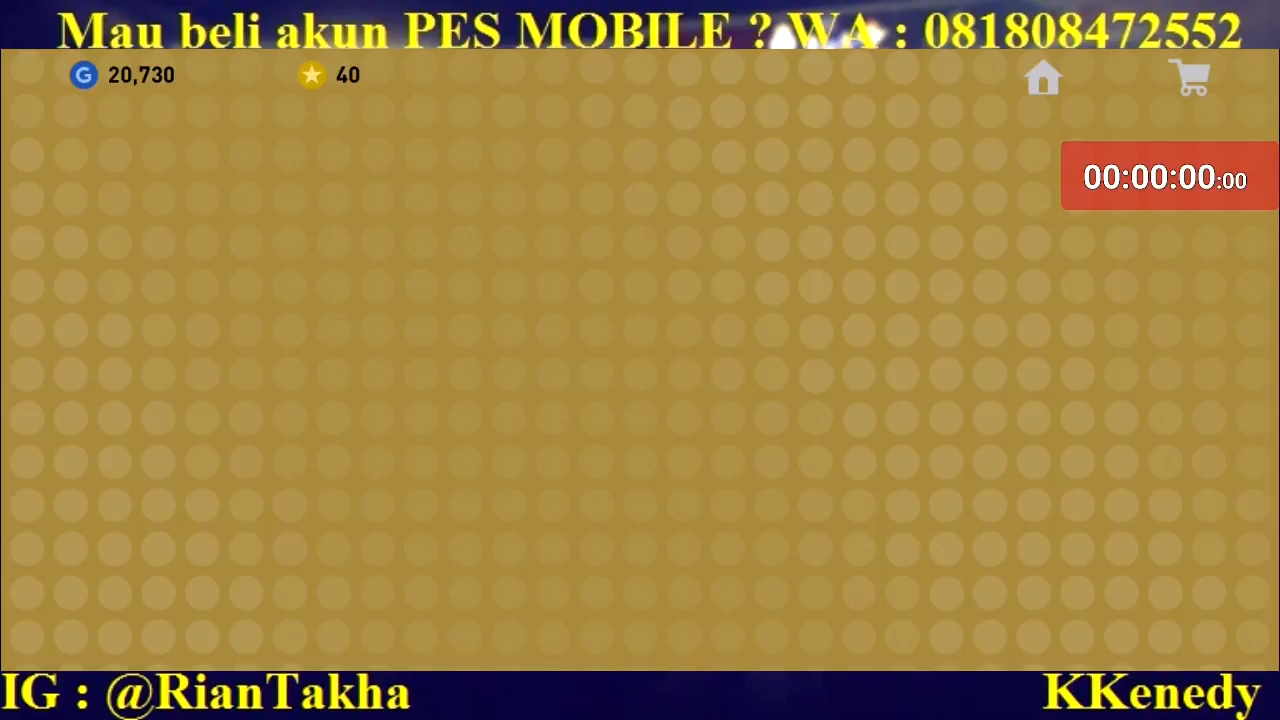 Mau beli akun PES MOBILE ? WA : 081808472552
G 20,730 40
00:00:00:00
IG : @RianTakha KKenedy